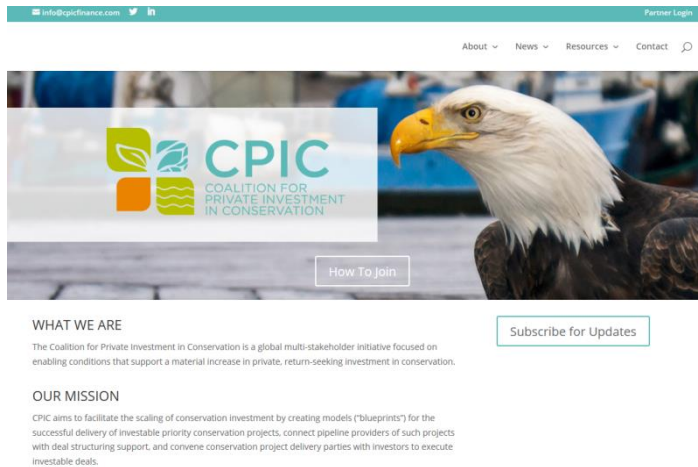 info@cpicfinance.com
Partner Login
About
News
Resources
Contact
CPIC
COALITION FOR
PRIVATE INVESTMENT
IN CONSERVATION
How To Join
WHAT WE ARE
Subscribe for Updates
The Coalition for Private Investment in Conservation is a global multi-stakeholder initiative focused on
enabling conditions that support a material increase in private, return-seeking investment in conservation.
OUR MISSION
CPIC aims to facilitate the scaling of conservation investment by creating models ("blueprints") for the
successful delivery of investable priority conservation projects, connect pipeline providers of such projects
with deal structuring support, and convene conservation project delivery parties with investors to execute
investable deals.